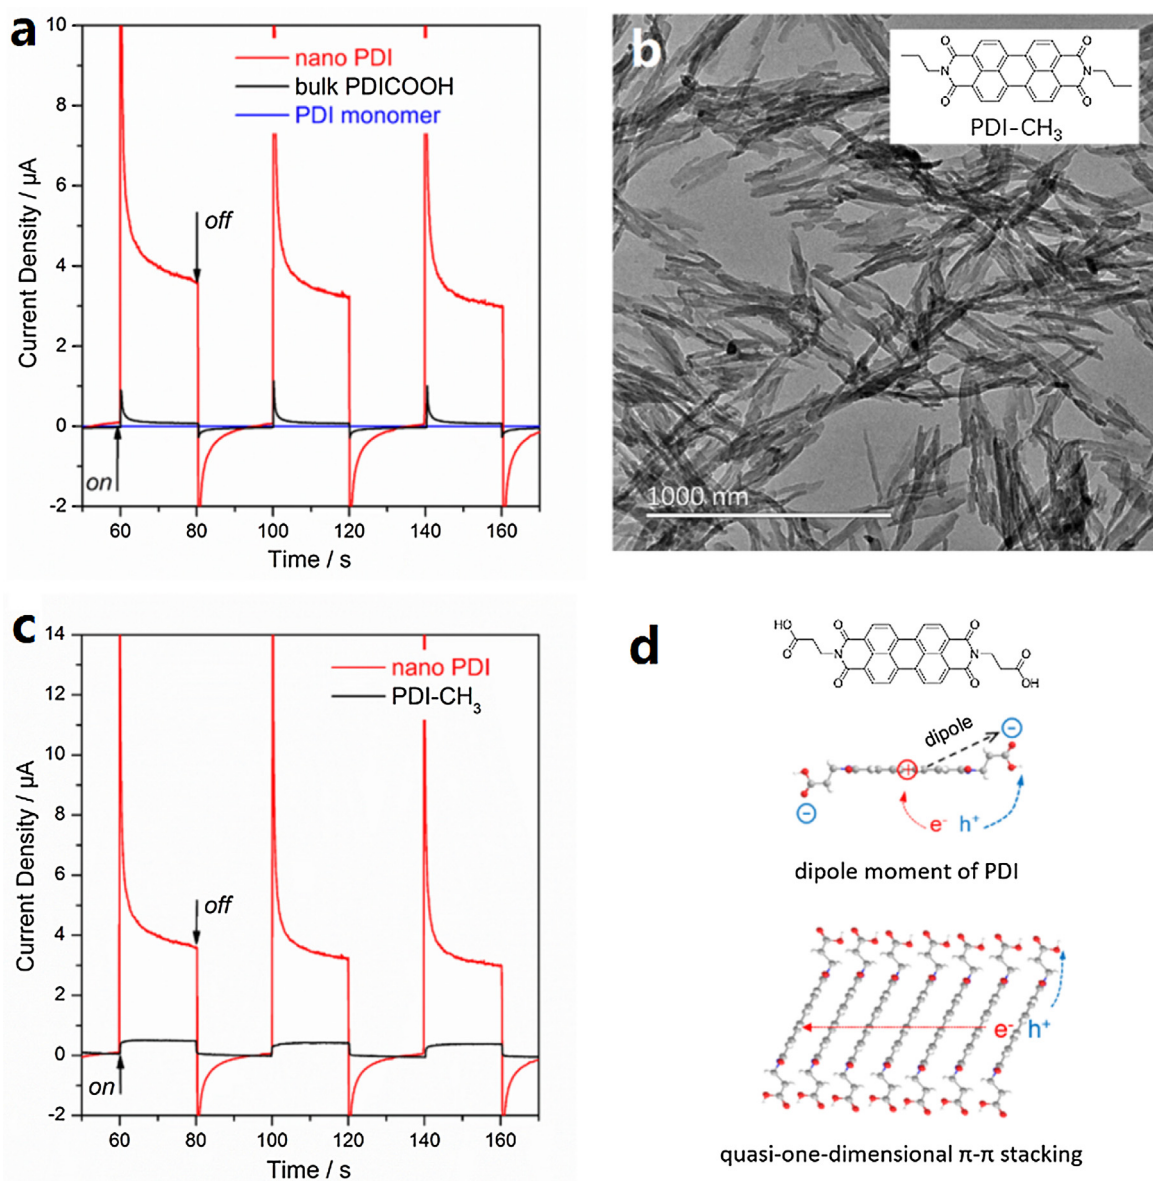 a
10
8
6
4
2
0
-2
Current Density / μA
nano PDI
bulk PDICOOH
PDI monomer
off
on
60
80
100
120
140
160
Time / s
b
O
O
N
N
O
O
PDI-CH₃
1000 nm
c
14
12
10
8
6
4
2
0
-2
Current Density / μA
nano PDI
PDI-CH₃
off
on
60
80
100
120
140
160
Time / s
d
HO
O
O
O
N
N
O
O
O
OH
dipole
−
+
−
e⁻ h⁺
dipole moment of PDI
e⁻ h⁺
quasi-one-dimensional π-π stacking